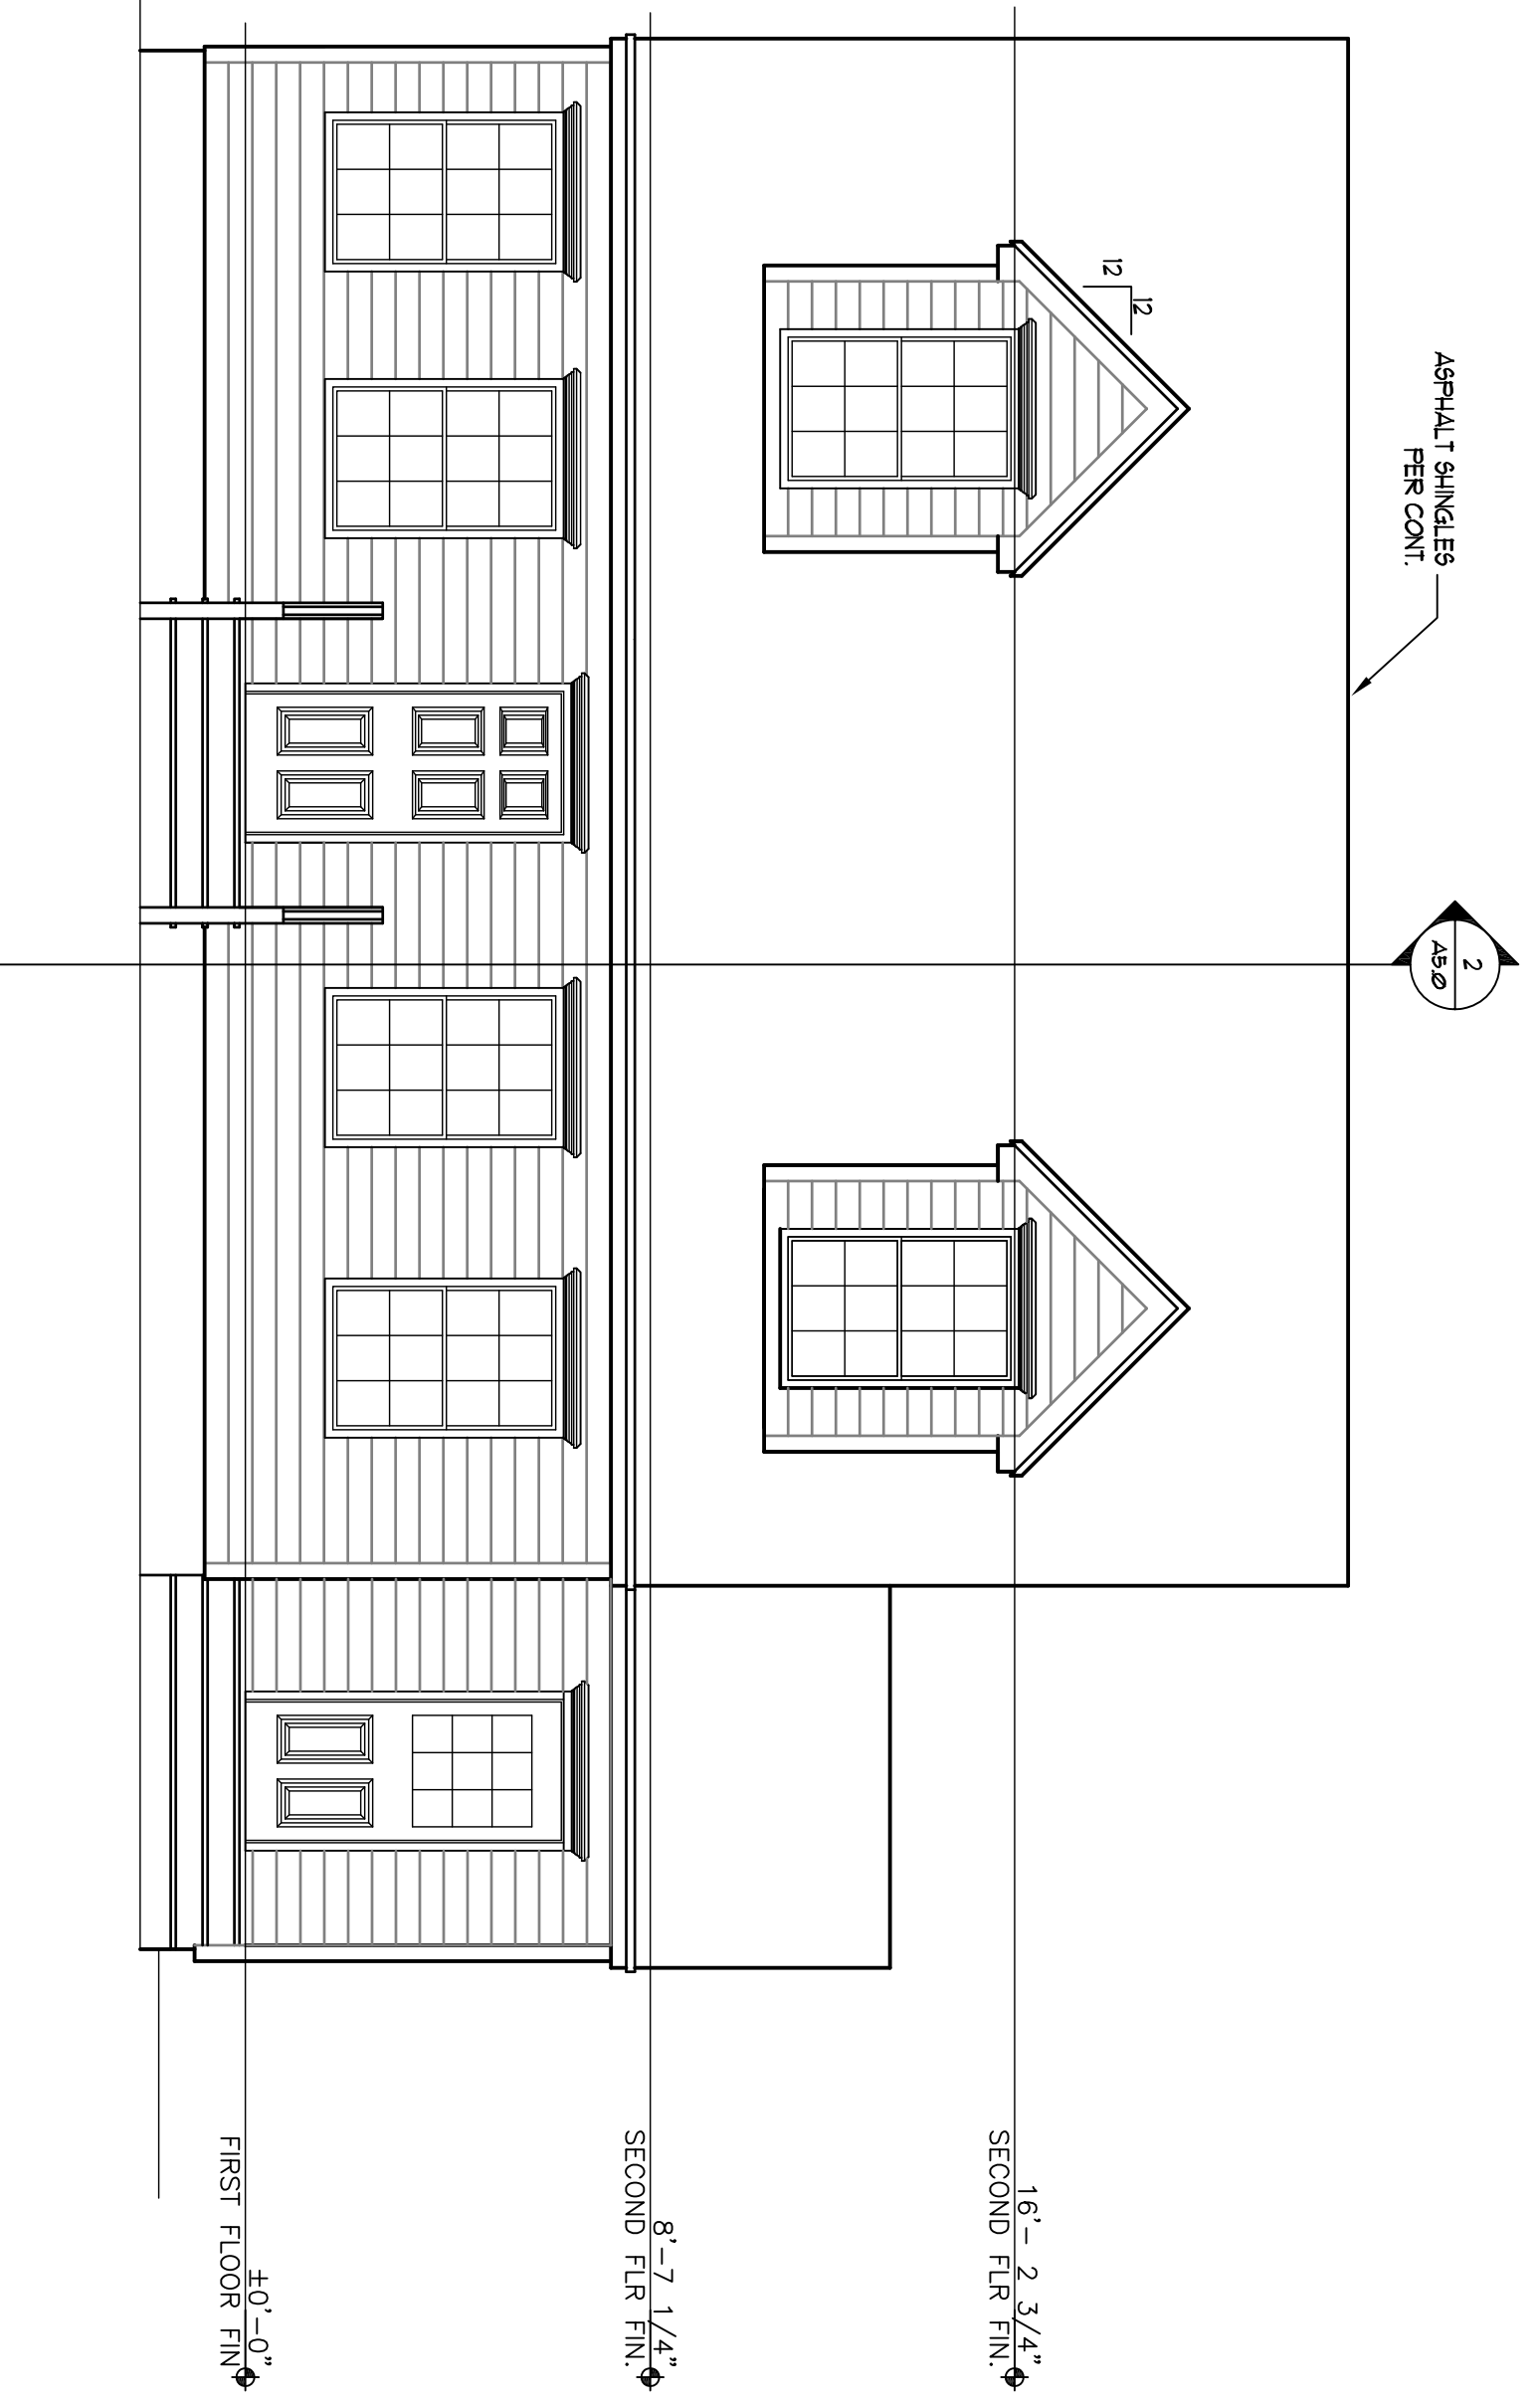 ASPHALT SHINGLES
PER CONT.
2
A5.0
12
12
16'- 2 3/4"
SECOND FLR FIN.
8'-7 1/4"
SECOND FLR FIN.
±0'-0"
FIRST FLOOR FIN